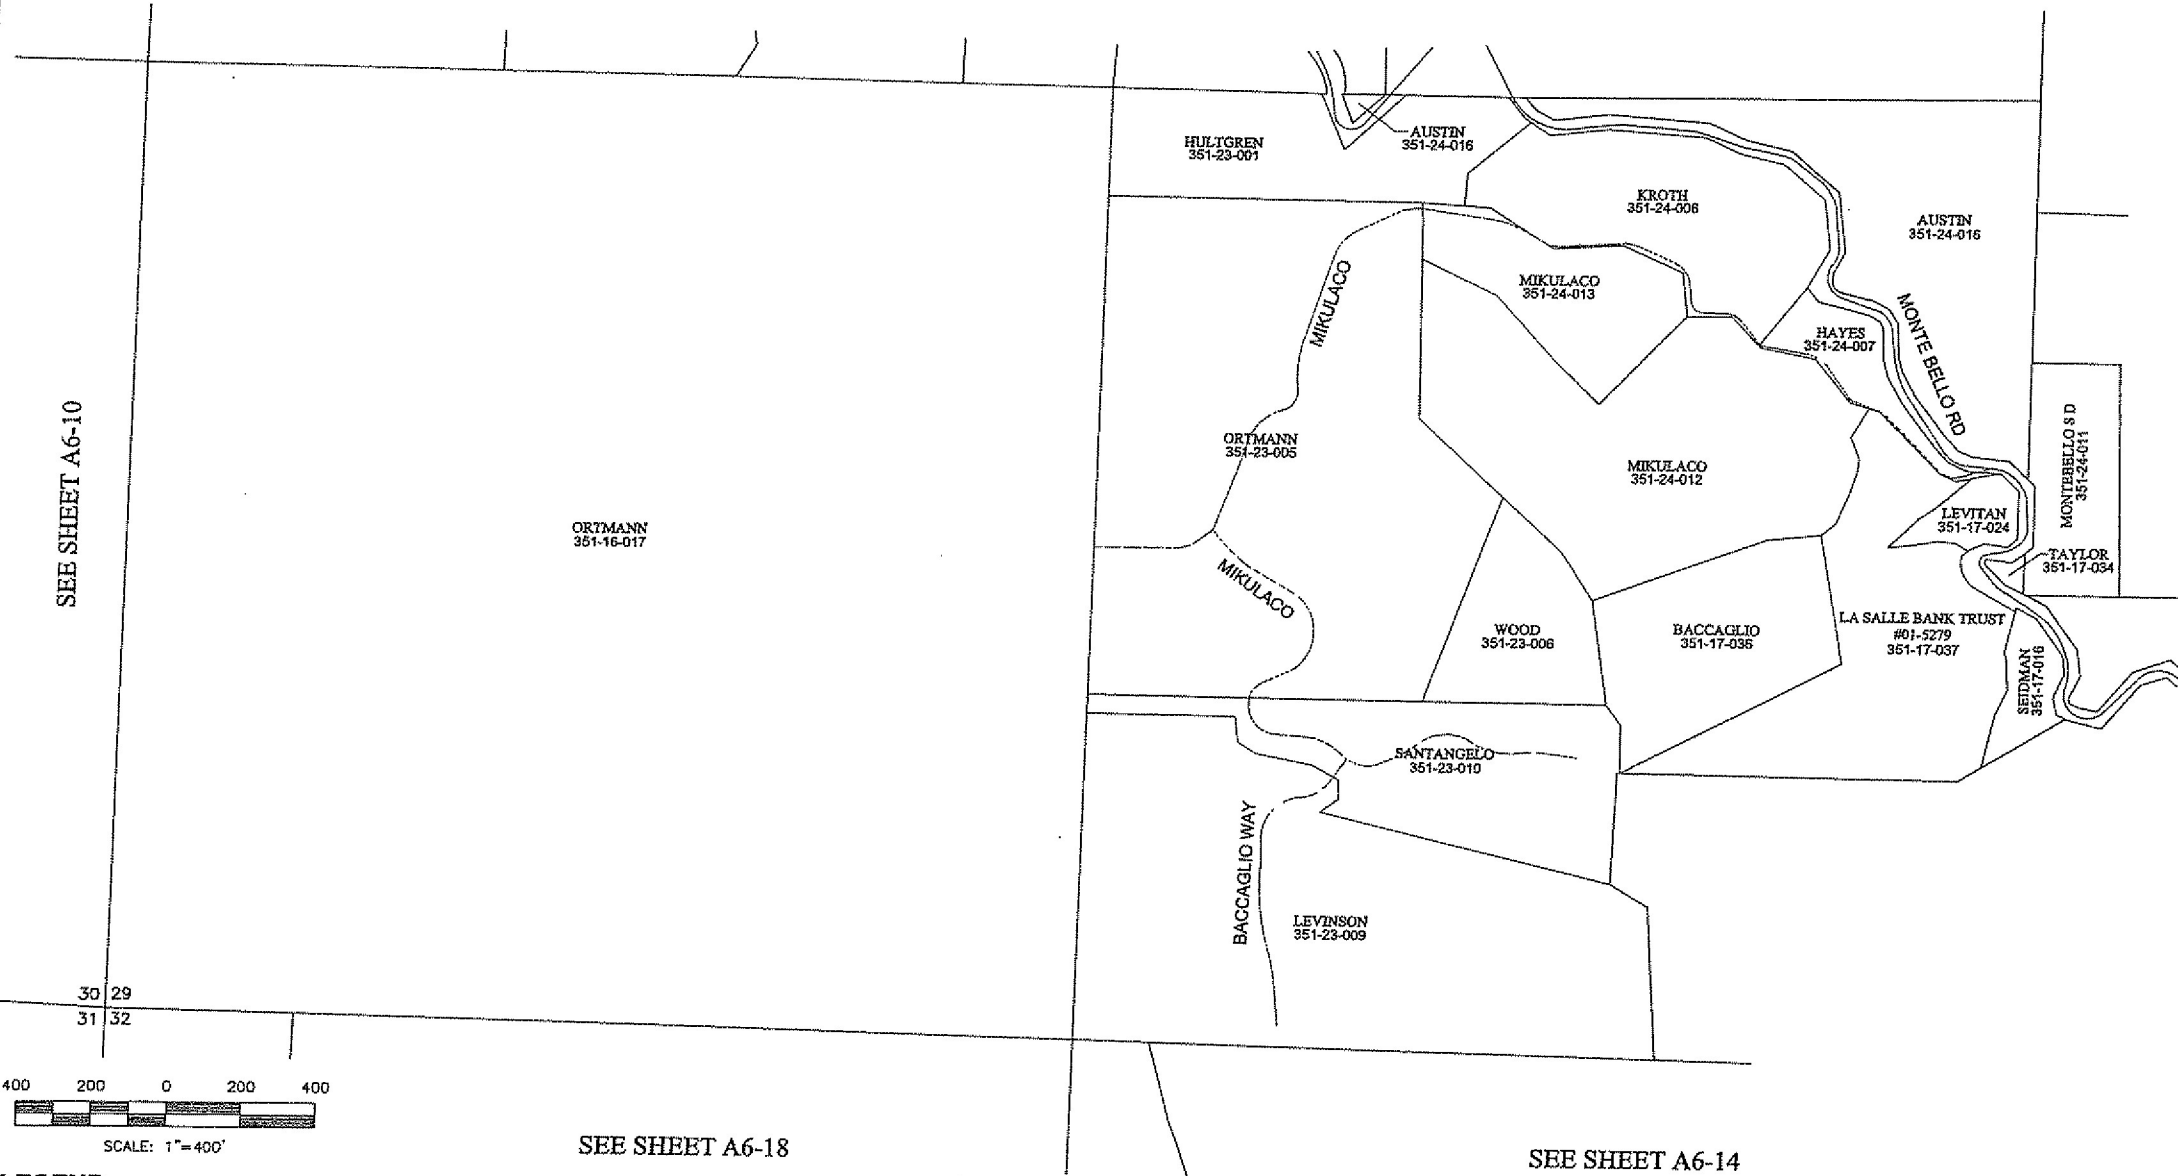 HULTGREN
351-23-001
AUSTIN
351-24-016
KROTH
351-24-006
AUSTIN
351-24-016
MIKULACO
MIKULACO
351-24-013
HAYES
351-24-007
MONTE BELLO RD
SEE SHEET A6-10
ORTMANN
351-23-005
MIKULACO
351-24-012
MONTEBELLO S D
351-24-011
ORTMANN
351-16-017
LEVITAN
351-17-024
TAYLOR
351-17-034
MIKULACO
WOOD
351-23-006
BACCAGLIO
351-17-036
LA SALLE BANK TRUST
#01-5279
351-17-037
SEIDMAN
351-17-016
SANTANGELO
351-23-010
BACCAGLIO WAY
LEVINSON
351-23-009
30 29
31 32
400 200 0 200 400
SCALE: 1"=400'
SEE SHEET A6-18
SEE SHEET A6-14